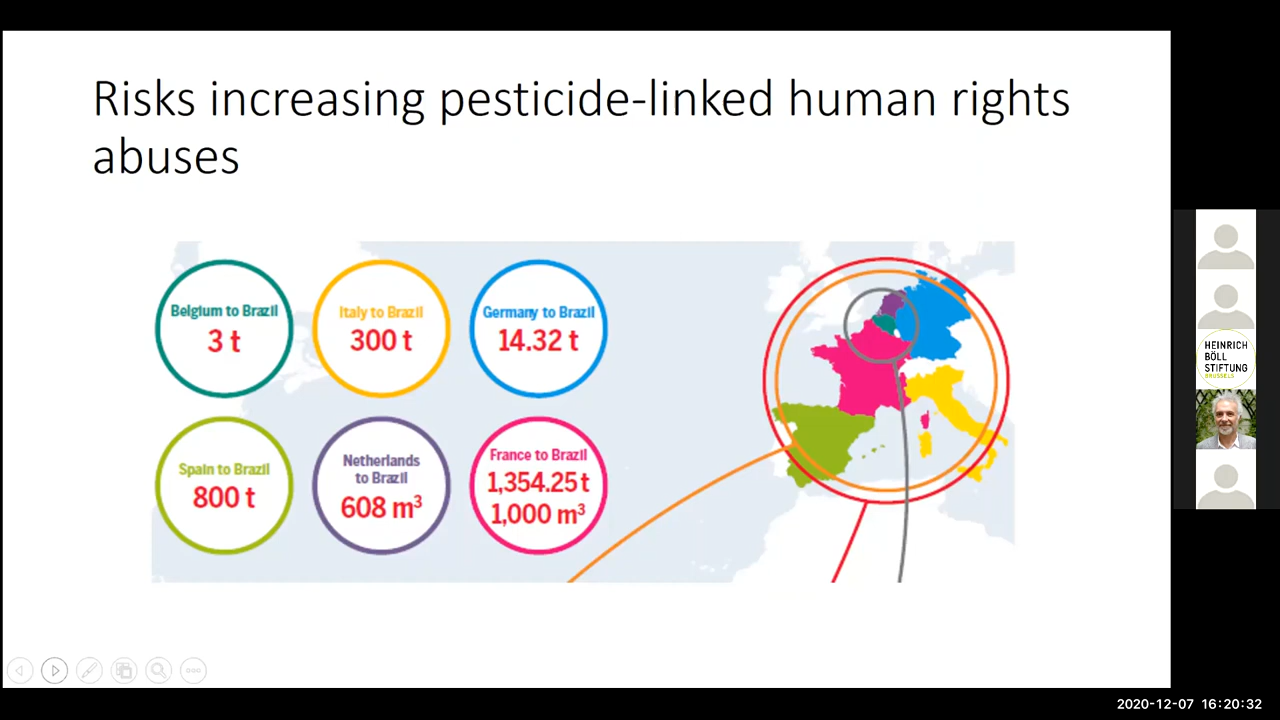 Risks increasing pesticide-linked human rights
abuses
Belgium to Brazil
3 t
Italy to Brazil
300 t
Germany to Brazil
14.32 t
Spain to Brazil
800 t
Netherlands
to Brazil
608 m³
France to Brazil
1,354.25 t
1,000 m³
HEINRICH
BÖLL
STIFTUNG
BRUSSELS
2020-12-07 16:20:32